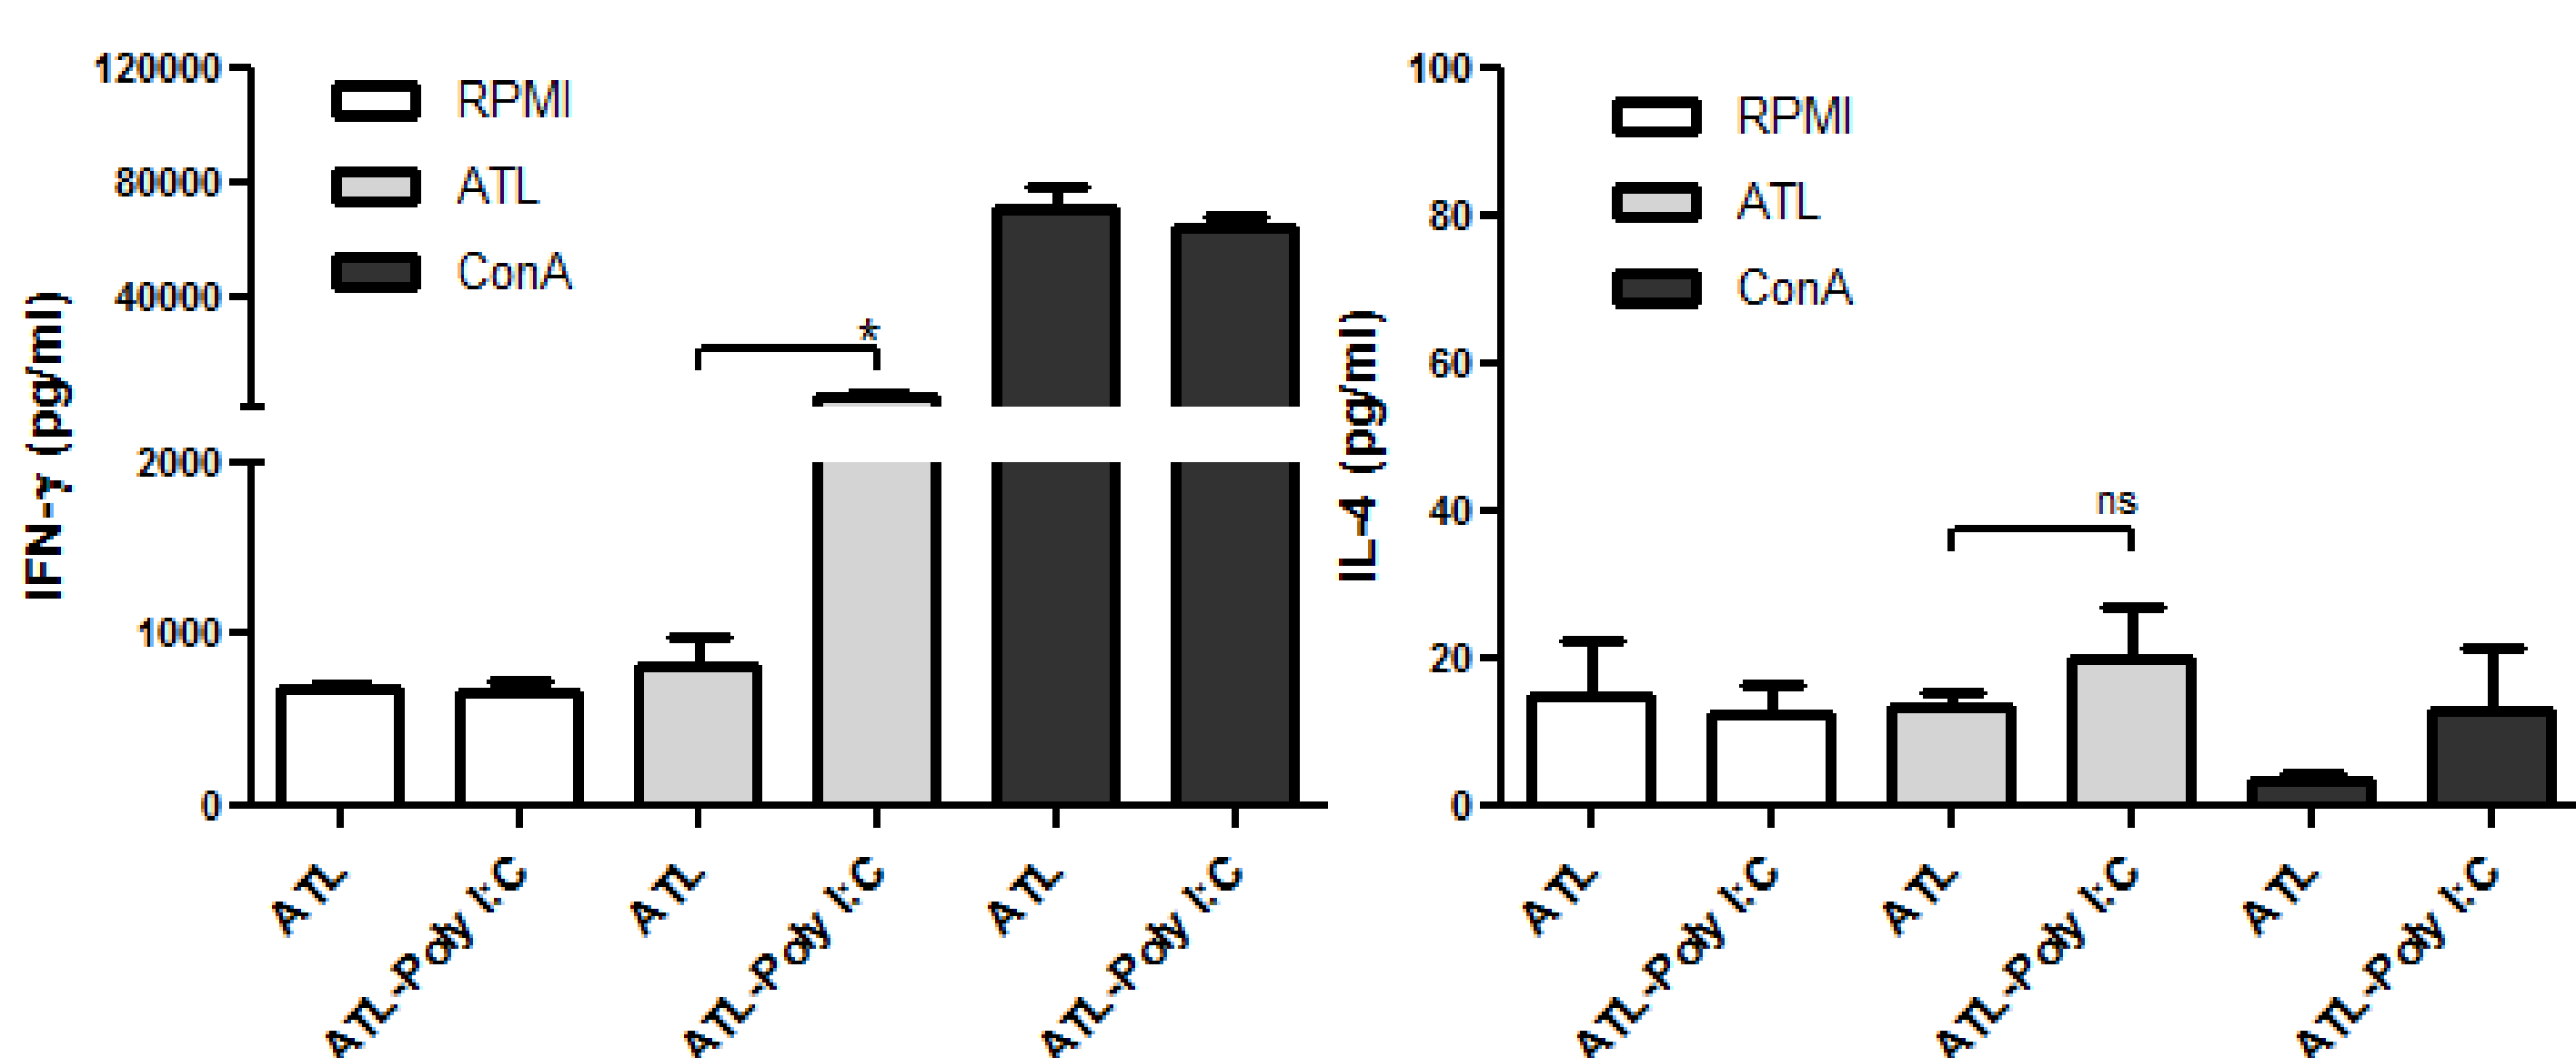 IFN-γ (pg/ml)
120000
80000
40000
2000
1000
0
RPMI
ATL
ConA
*
ATL
ATL-Poly I:C
ATL
ATL-Poly I:C
ATL
ATL-Poly I:C
IL-4 (pg/ml)
100
80
60
40
20
0
RPMI
ATL
ConA
ns
ATL
ATL-Poly I:C
ATL
ATL-Poly I:C
ATL
ATL-Poly I:C